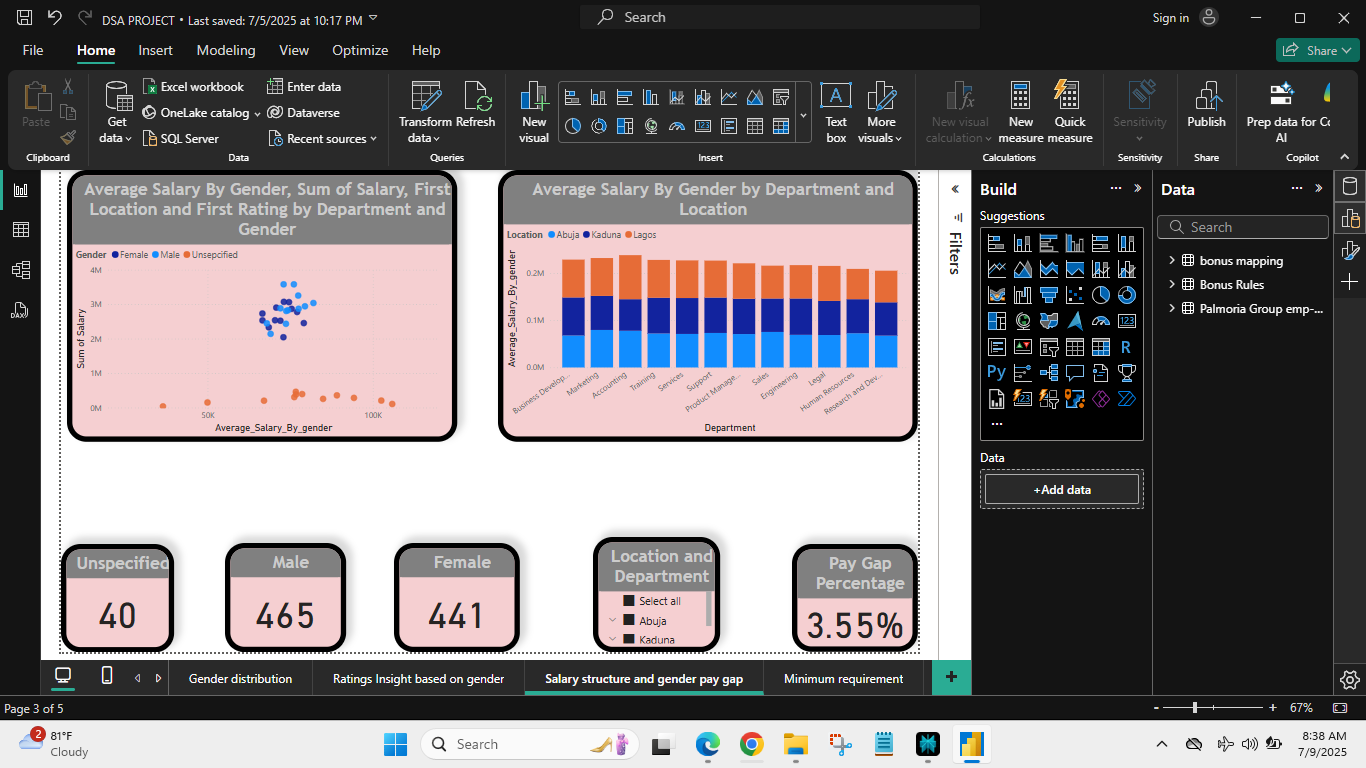 DSA PROJECT • Last saved: 7/5/2025 at 10:17 PM
Search
Sign in
File
Home
Insert
Modeling
View
Optimize
Help
Share
Paste
Clipboard
Get data
Excel workbook
OneLake catalog
SQL Server
Enter data
Dataverse
Recent sources
Data
Transform data
Refresh
Queries
New visual
Text box
More visuals
Insert
New visual calculation
New measure
Quick measure
Calculations
Sensitivity
Sensitivity
Publish
Share
Prep data for Co
AI
Copilot
Average Salary By Gender, Sum of Salary, First
Location and First Rating by Department and
Gender
Gender Female Male Unsepcified
4M
3M
2M
1M
0M
Sum of Salary
50K
100K
Average_Salary_By_gender
Average Salary By Gender by Department and
Location
Location Abuja Kaduna Lagos
0.2M
0.1M
0.0M
Average_Salary_By_gender
Business Develop...
Marketing
Accounting
Training
Services
Support
Product Manage...
Sales
Engineering
Legal
Human Resources
Research and Dev...
Department
Unspecified
40
Male
465
Female
441
Location and
Department
Select all
Abuja
Kaduna
Pay Gap
Percentage
3.55%
Filters
Build
Suggestions
R
Py
123
Data
+Add data
Data
Search
bonus mapping
Bonus Rules
Palmoria Group emp-...
DAX
Gender distribution
Ratings Insight based on gender
Salary structure and gender pay gap
Minimum requirement
+
Page 3 of 5
- + 67%
2
81°F
Cloudy
Search
8:38 AM
7/9/2025